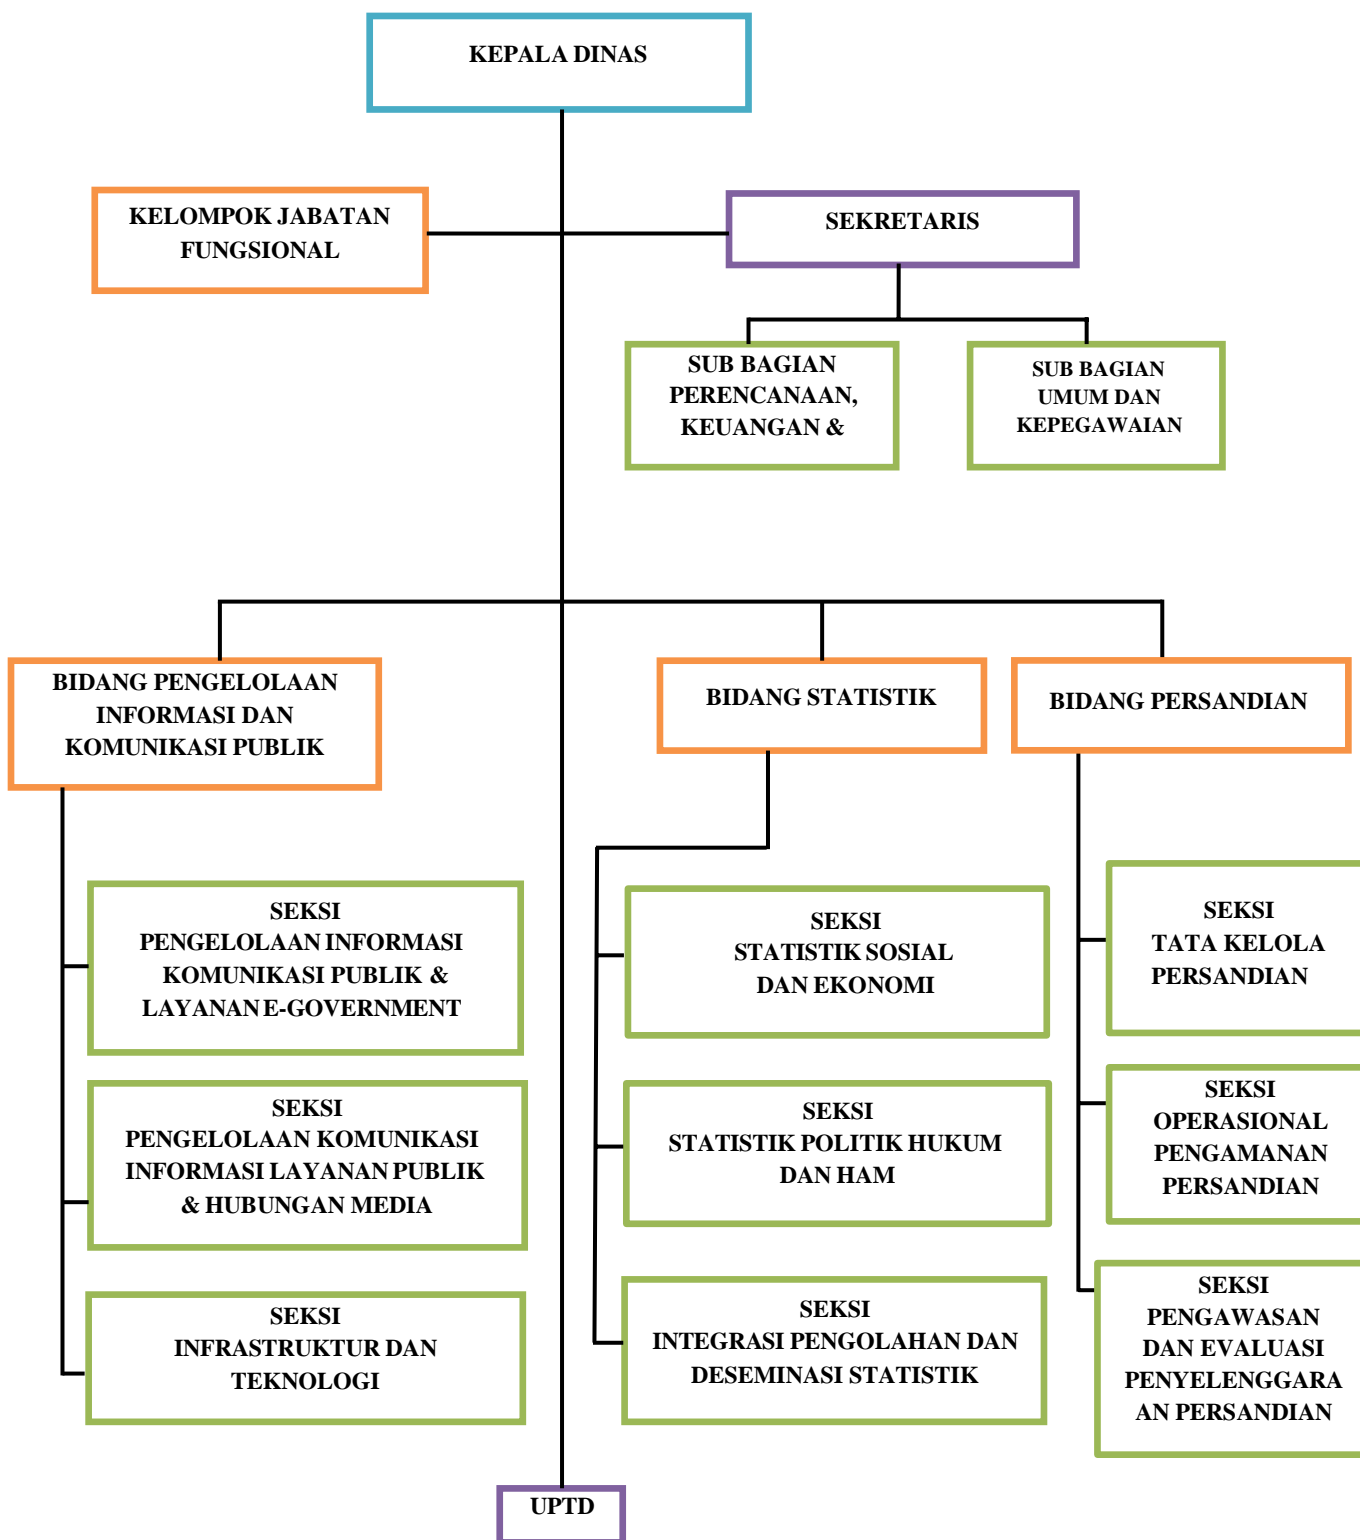 KEPALA DINAS
KELOMPOK JABATAN
FUNGSIONAL
SEKRETARIS
SUB BAGIAN
PERENCANAAN,
KEUANGAN &
SUB BAGIAN
UMUM DAN
KEPEGAWAIAN
BIDANG PENGELOLAAN
INFORMASI DAN
KOMUNIKASI PUBLIK
BIDANG STATISTIK
BIDANG PERSANDIAN
SEKSI
PENGELOLAAN INFORMASI
KOMUNIKASI PUBLIK &
LAYANAN E-GOVERNMENT
SEKSI
PENGELOLAAN KOMUNIKASI
INFORMASI LAYANAN PUBLIK
& HUBUNGAN MEDIA
SEKSI
INFRASTRUKTUR DAN
TEKNOLOGI
SEKSI
STATISTIK SOSIAL
DAN EKONOMI
SEKSI
STATISTIK POLITIK HUKUM
DAN HAM
SEKSI
INTEGRASI PENGOLAHAN DAN
DESEMINASI STATISTIK
SEKSI
TATA KELOLA
PERSANDIAN
SEKSI
OPERASIONAL
PENGAMANAN
PERSANDIAN
SEKSI
PENGAWASAN
DAN EVALUASI
PENYELENGGARA
AN PERSANDIAN
UPTD